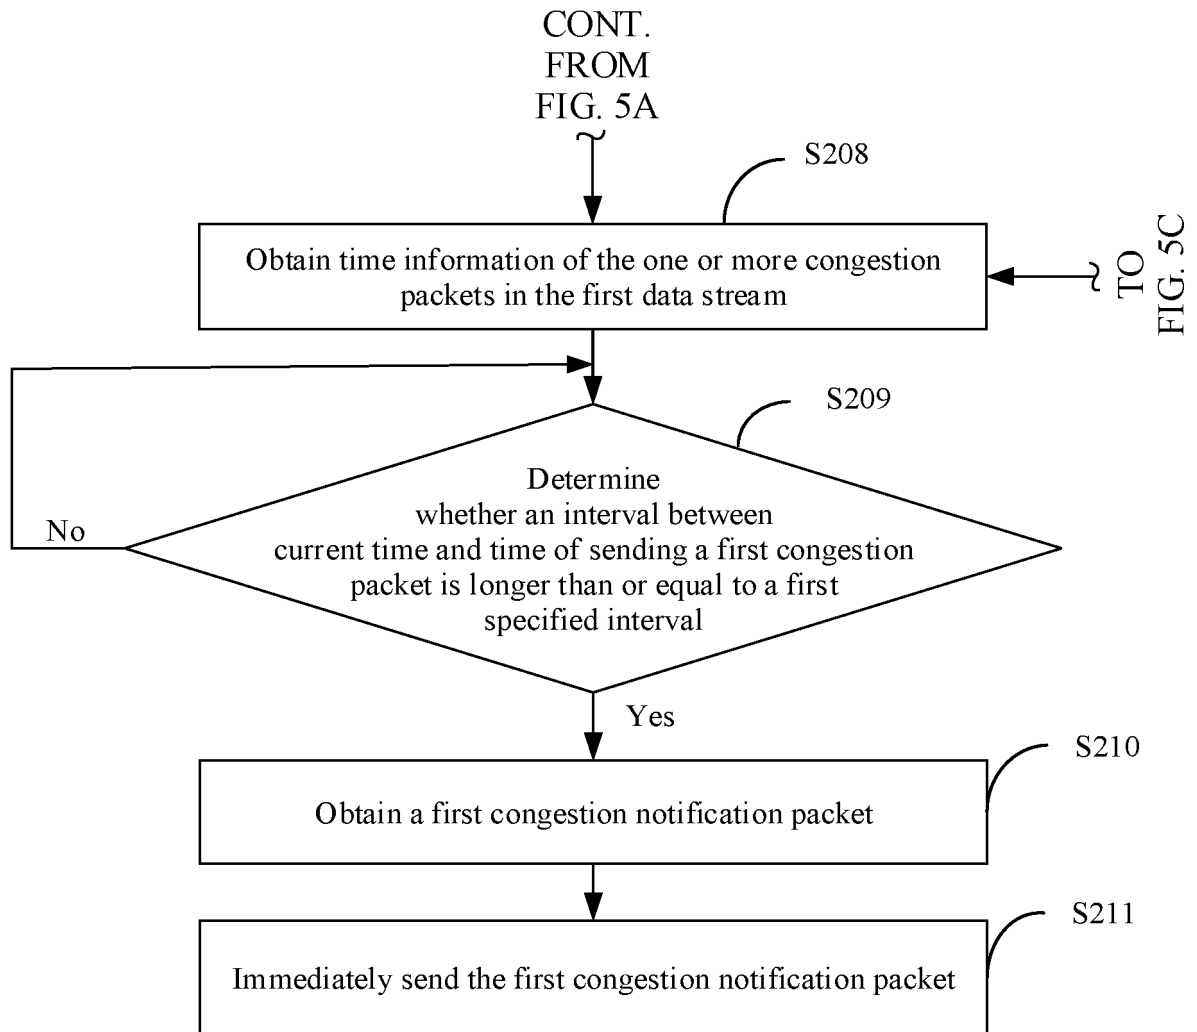 CONT.
FROM
FIG. 5A
S208
Obtain time information of the one or more congestion
packets in the first data stream
TO
FIG. 5C
S209
Determine
whether an interval between
current time and time of sending a first congestion
packet is longer than or equal to a first
specified interval
No
Yes
S210
Obtain a first congestion notification packet
S211
Immediately send the first congestion notification packet